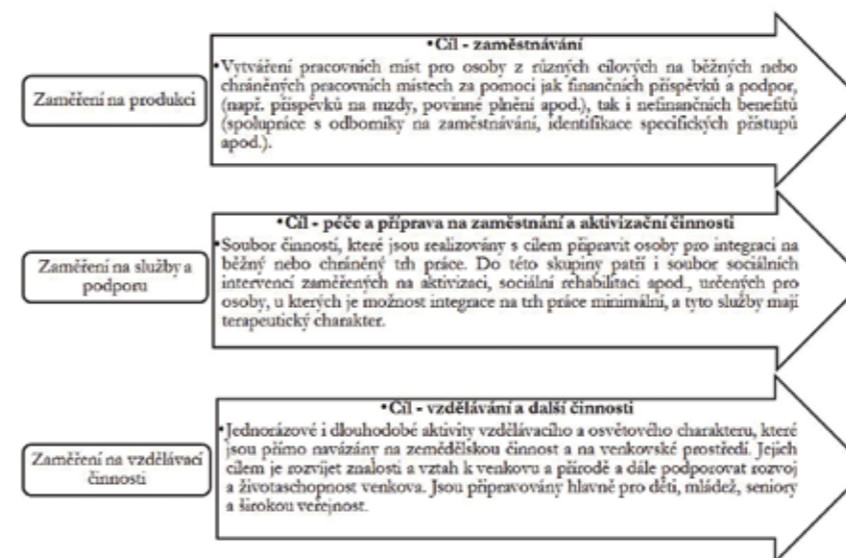 Zaměření na produkci
•Cíl - zaměstnávání
•Vytváření pracovních míst pro osoby z různých cílových na běžných nebo
chráněných pracovních místech za pomoci jak finančních příspěvků a podpor,
(např. příspěvků na mzdy, povinné plnění apod.), tak i nefinančních benefitů
(spolupráce s odborníky na zaměstnávání, identifikace specifických přístupů
apod.).
Zaměření na služby a
podporu
•Cíl - péče a příprava na zaměstnání a aktivizační činnosti
•Soubor činností, které jsou realizovány s cílem připravit osoby pro integraci na
běžný nebo chráněný trh práce. Do této skupiny patří i soubor sociálních
intervencí zaměřených na aktivizaci, sociální rehabilitaci apod., určených pro
osoby, u kterých je možnost integrace na trh práce minimální, a tyto služby mají
terapeutický charakter.
Zaměření na vzdělávací
činnosti
•Cíl - vzdělávání a další činnosti
•Jednorázové i dlouhodobé aktivity vzdělávacího a osvětového charakteru, které
jsou přímo navázány na zemědělskou činnost a na venkovské prostředí. Jejich
cílem je rozvíjet znalosti a vztah k venkovu a přírodě a dále podporovat rozvoj
a životaschopnost venkova. Jsou připravovány hlavně pro děti, mládež, seniory
a širokou veřejnost.